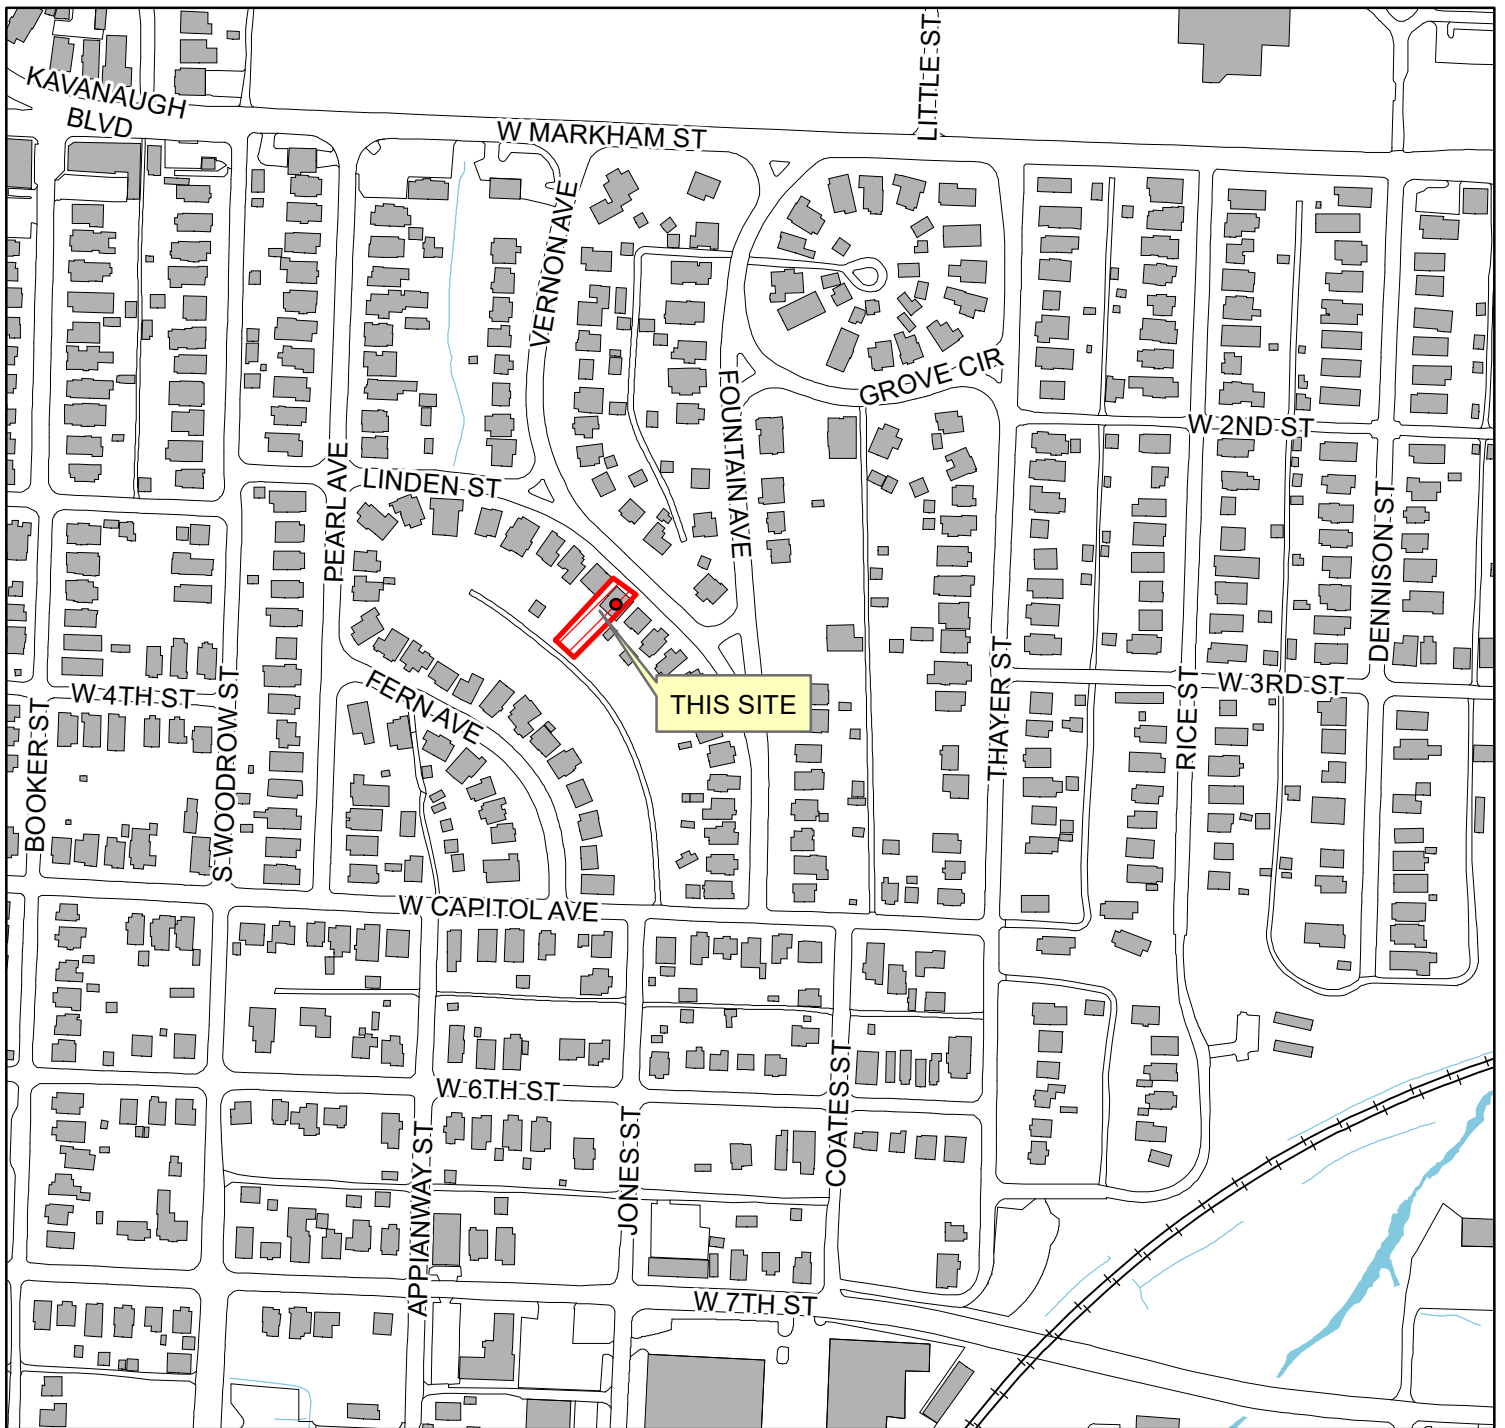 LITTLE ST
KAVANAUGH
BLVD
W MARKHAM ST
VERNON AVE
GROVE CIR
FOUNTAIN AVE
W 2ND ST
PEARL AVE
LINDEN ST
DENNISON ST
THAYER ST
RICE ST
W 3RD ST
W 4TH ST
FERN AVE
THIS SITE
BOOKER ST
S WOODROW ST
W CAPITOL AVE
W 6TH ST
COATES ST
APPIANWAY ST
JONES ST
W 7TH ST